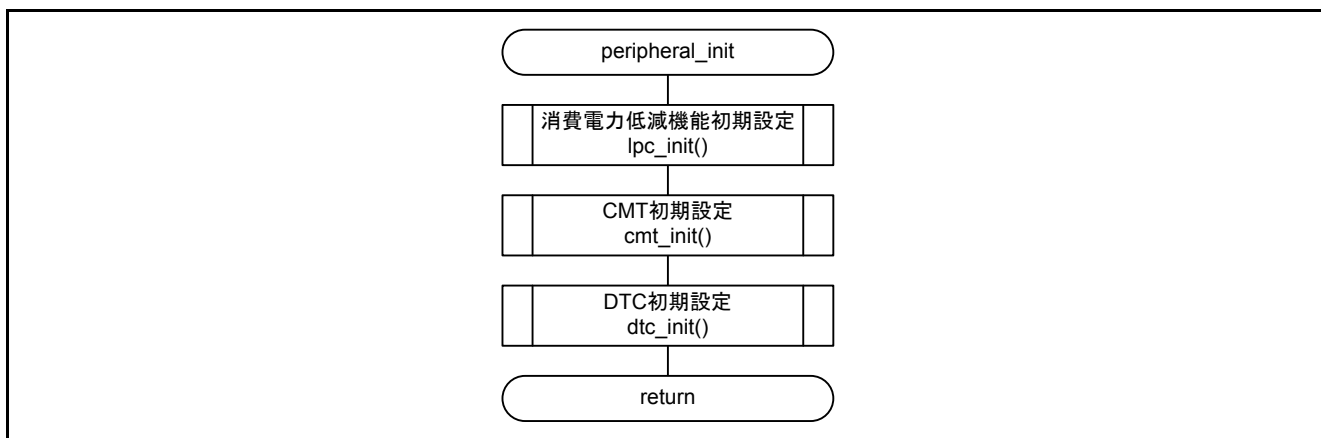 peripheral_init
消費電力低減機能初期設定
lpc_init()
CMT初期設定
cmt_init()
DTC初期設定
dtc_init()
return